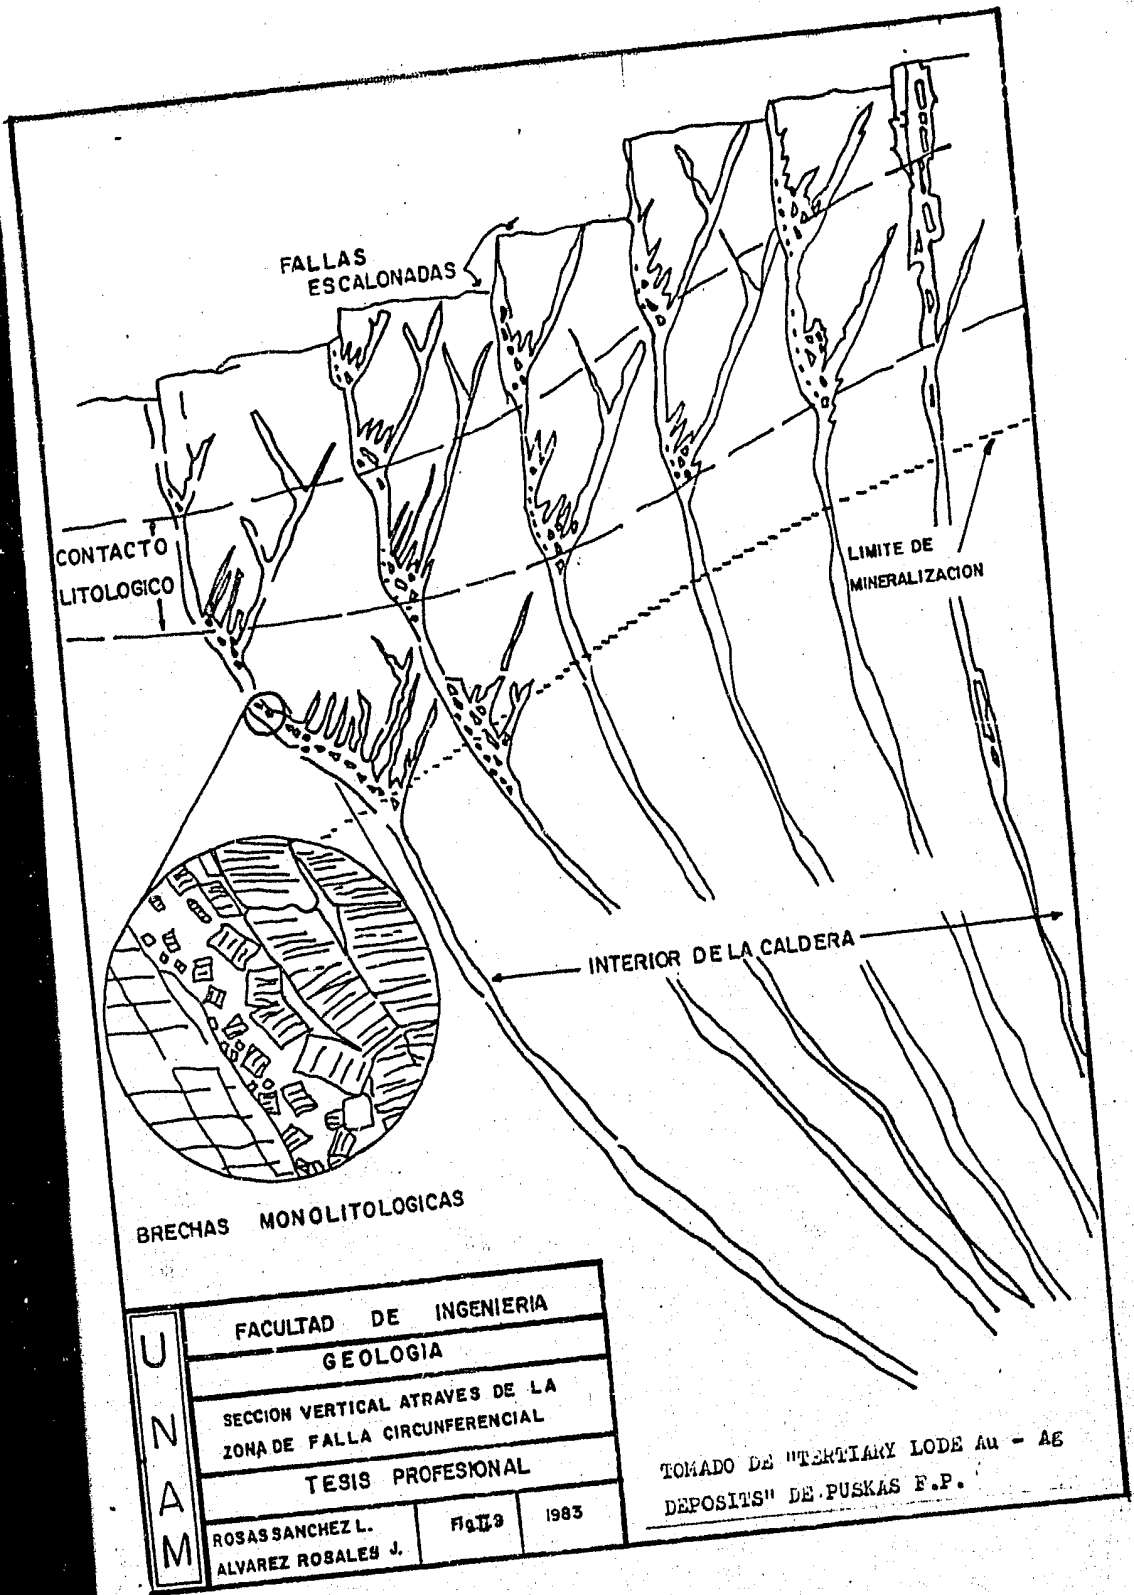 FALLAS
ESCALONADAS
CONTACTO
LITOLOGICO
LIMITE DE
MINERALIZACION
INTERIOR DE LA CALDERA
BRECHAS MONOLITOLOGICAS
UNAM
FACULTAD DE INGENIERIA
GEOLOGIA
SECCION VERTICAL ATRAVES DE LA
ZONA DE FALLA CIRCUNFERENCIAL
TESIS PROFESIONAL
ROSAS SANCHEZ L.
ALVAREZ ROSALES J.
1983
TOMADO DE "TERTIARY LODE Au - Ag
DEPOSITS" DE PUSKAS F.P.